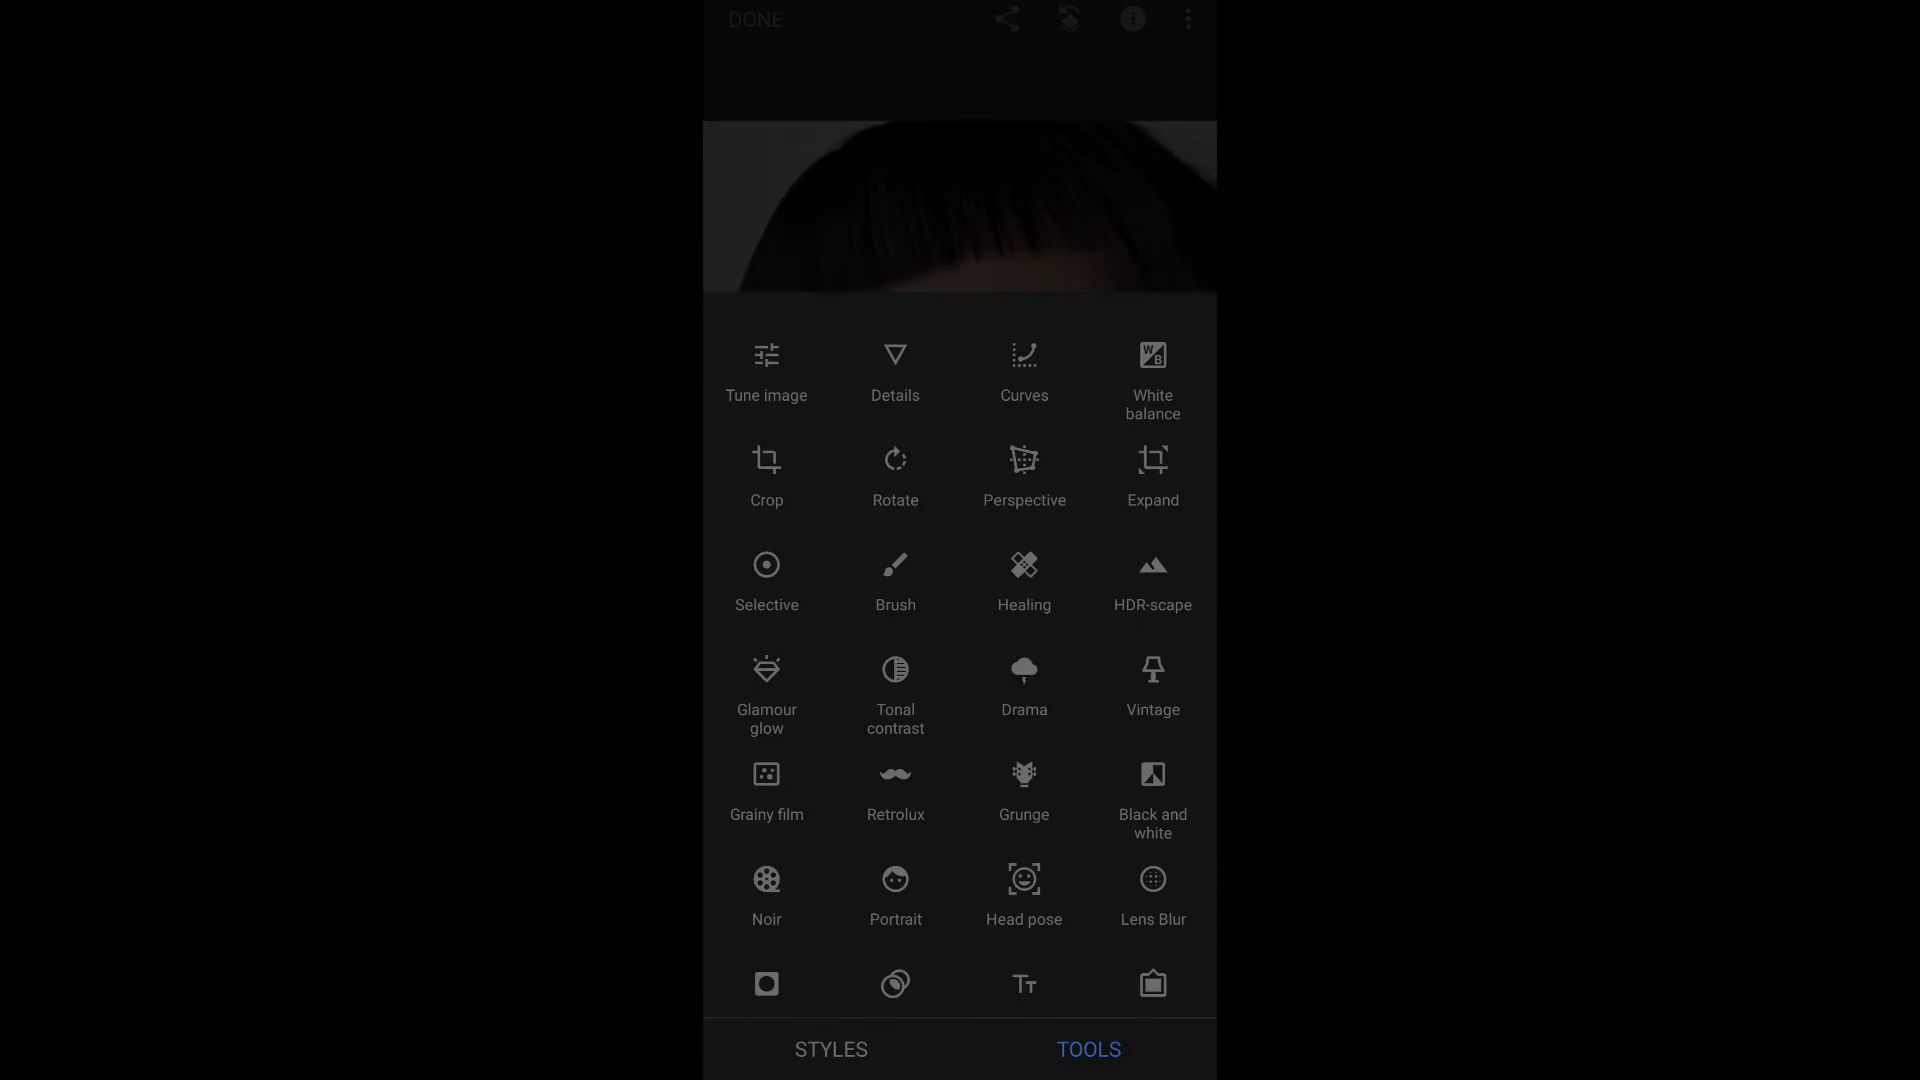 DONE
Tune image
Details
Curves
White
balance
Crop
Rotate
Perspective
Expand
Selective
Brush
Healing
HDR-scape
Glamour
glow
Tonal
contrast
Drama
Vintage
Grainy film
Retrolux
Grunge
Black and
white
Noir
Portrait
Head pose
Lens Blur
STYLES
TOOLS